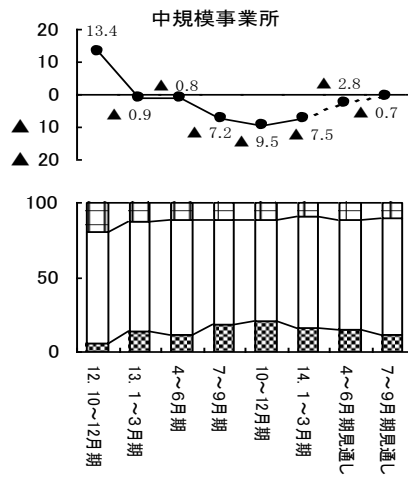 中規模事業所
20
10
0
▲ 10
▲ 20
13.4
▲ 0.9
▲ 0.8
▲ 7.2
▲ 9.5
▲ 7.5
▲ 2.8
▲ 0.7
100
50
0
12. 10～12月期
13. 1～3月期
4～6月期
7～9月期
10～12月期
14. 1～3月期
4～6月期見通し
7～9月期見通し